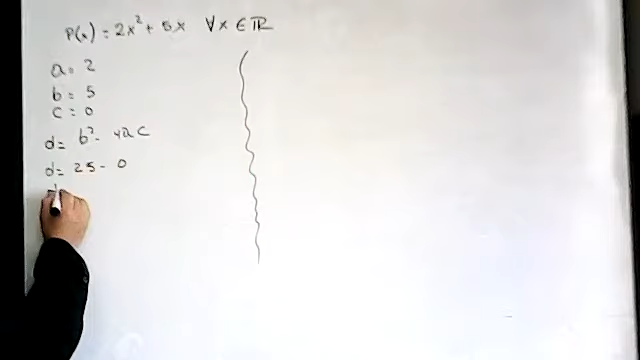 P(x) = 2x² + 5x ∀x ∈ ℝ
a = 2
b = 5
c = 0
d = b² - 4ac
d = 25 - 0
d